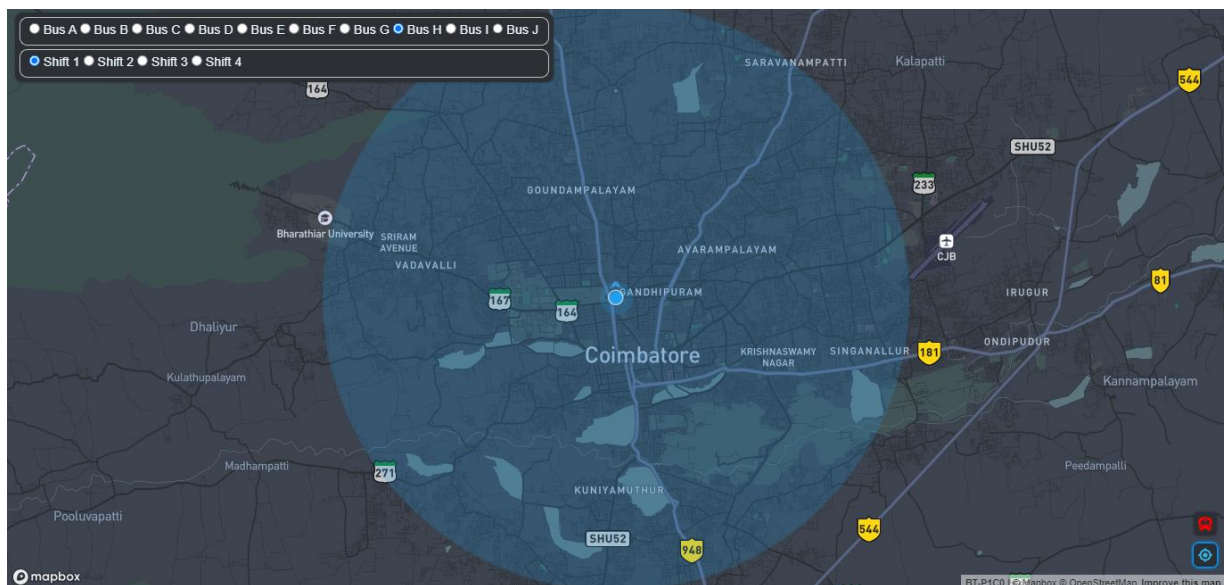 Bus A Bus B Bus C Bus D Bus E Bus F Bus G Bus H Bus I Bus J
Shift 1 Shift 2 Shift 3 Shift 4
SARAVANAMPATTI
Kalapatti
544
164
SHU52
233
GOUNDAMPALAYAM
Bharathiar University
SRIRAM
AVENUE
VADAVALLI
AVARAMPALAYAM
CJB
81
GANDHIPURAM
IRUGUR
167
164
Dhaliyur
Coimbatore
KRISHNASWAMY
NAGAR
SINGANALLUR
181
ONDIPUDUR
Kulathupalayam
Kannampalayam
Madhampatti
271
Peedampalli
KUNIYAMUTHUR
Pooluvapatti
544
SHU52
948
mapbox
BT-P1C0 | © Mapbox © OpenStreetMap Improve this map